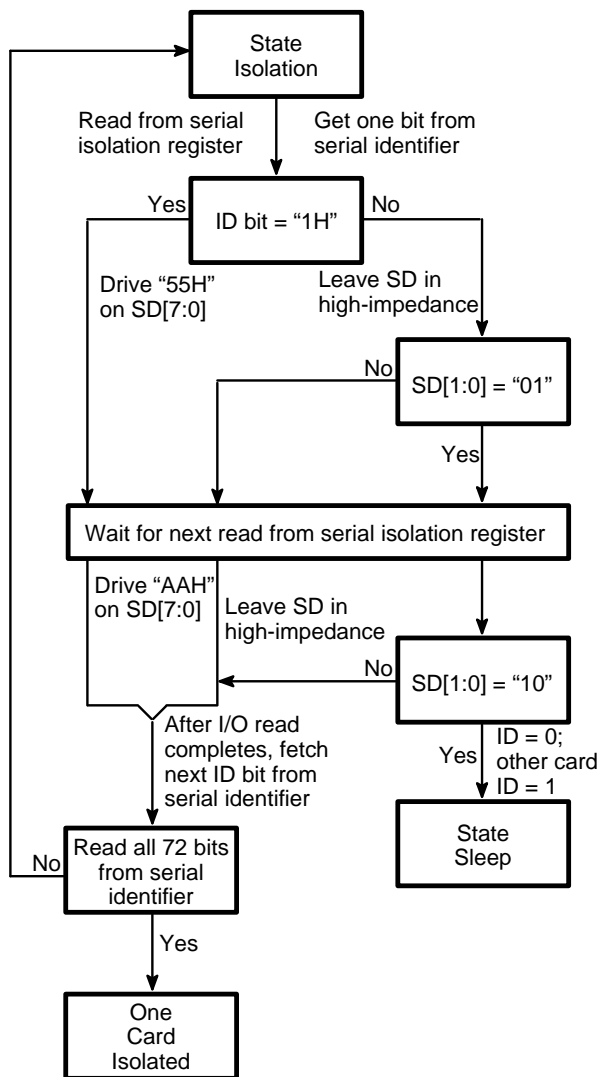 State
Isolation
Read from serial
isolation register
Get one bit from
serial identifier
Yes
ID bit = “1H”
No
Drive “55H”
on SD[7:0]
Leave SD in
high-impedance
No
SD[1:0] = “01”
Yes
Wait for next read from serial isolation register
Drive “AAH”
on SD[7:0]
Leave SD in
high-impedance
No
SD[1:0] = “10”
After I/O read
completes, fetch
next ID bit from
serial identifier
Yes
ID = 0;
other card
ID = 1
State
Sleep
No
Read all 72 bits
from serial
identifier
Yes
One
Card
Isolated